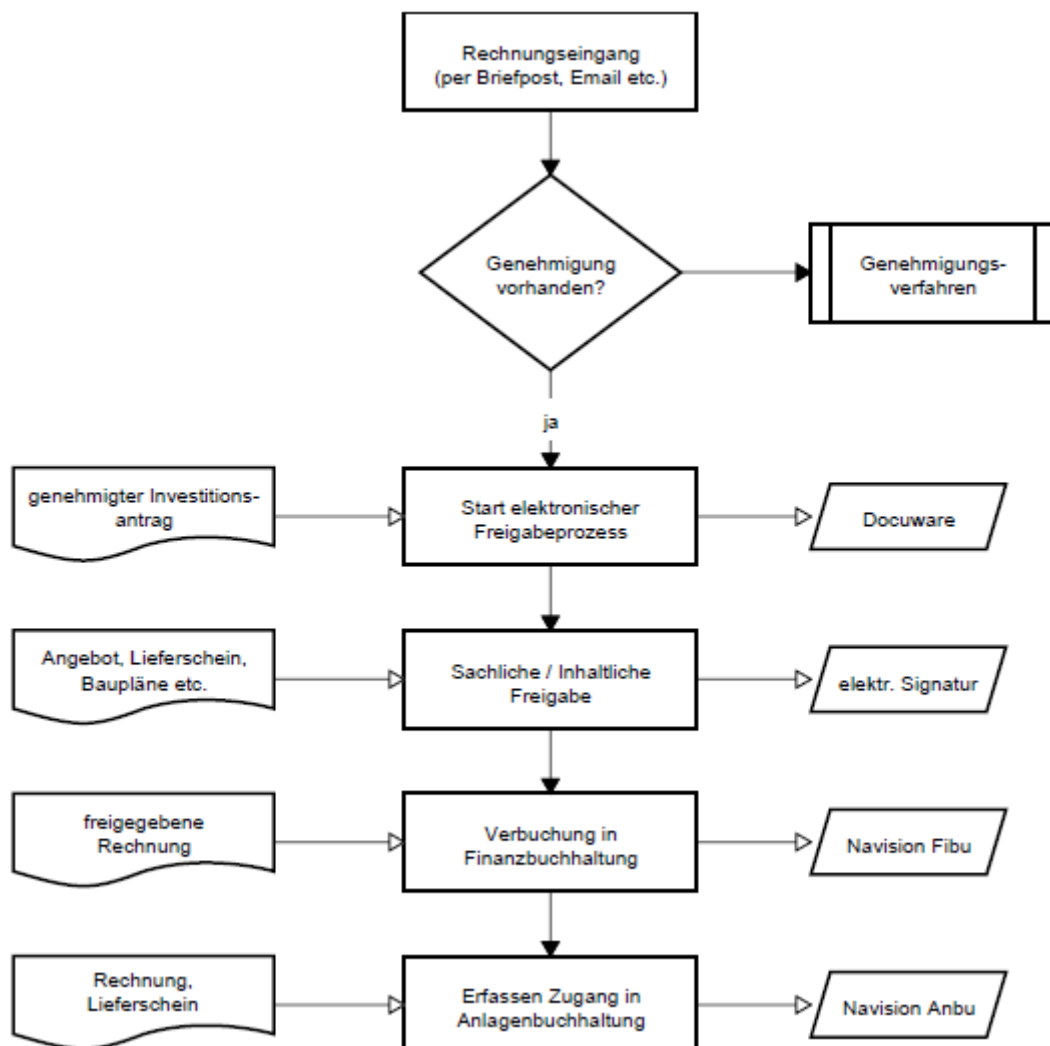 Rechnungseingang
(per Briefpost, Email etc.)
Genehmigung
vorhanden?
Genehmigungs-
verfahren
ja
genehmigter Investitions-
antrag
Start elektronischer
Freigabeprozess
Docuware
Angebot, Lieferschein,
Baupläne etc.
Sachliche / Inhaltliche
Freigabe
elektr. Signatur
freigegebene
Rechnung
Verbuchung in
Finanzbuchhaltung
Navision Fibu
Rechnung,
Lieferschein
Erfassen Zugang in
Anlagenbuchhaltung
Navision Anbu